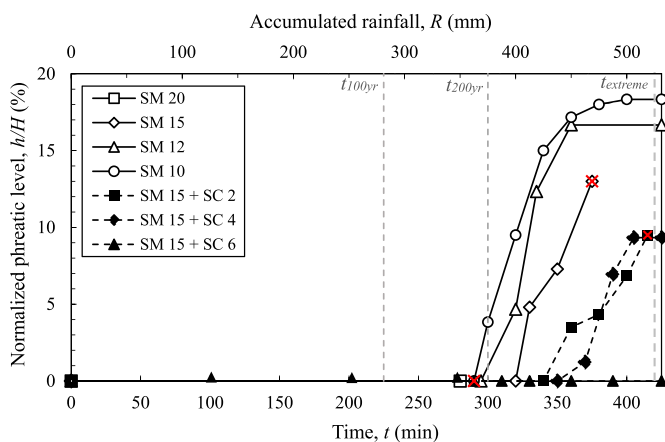 Accumulated rainfall, R (mm)
0 100 200 300 400 500
20
15
10
5
0
Normalized phreatic level, h/H (%)
t100yr
t200yr
textreme
SM 20
SM 15
SM 12
SM 10
SM 15 + SC 2
SM 15 + SC 4
SM 15 + SC 6
0 50 100 150 200 250 300 350 400
Time, t (min)